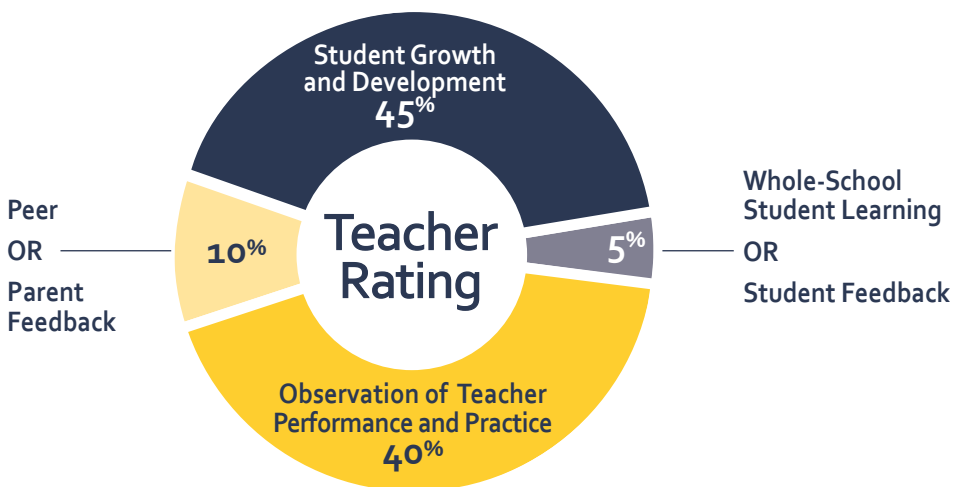 Student Growth
and Development
45%
Peer
OR
Parent
Feedback
10%
Teacher
Rating
5%
Whole-School
Student Learning
OR
Student Feedback
Observation of Teacher
Performance and Practice
40%